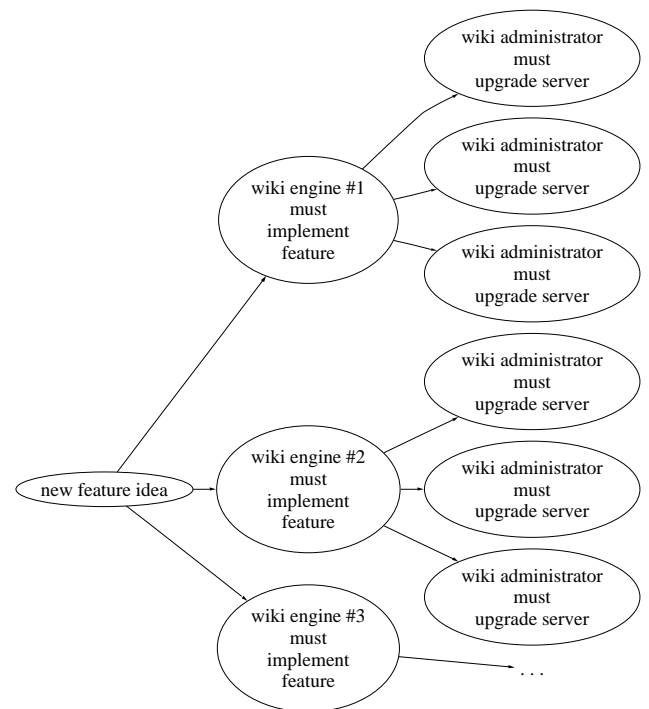 new feature idea
wiki engine #1
must
implement
feature
wiki administrator
must
upgrade server
wiki administrator
must
upgrade server
wiki administrator
must
upgrade server
wiki engine #2
must
implement
feature
wiki administrator
must
upgrade server
wiki administrator
must
upgrade server
wiki administrator
must
upgrade server
wiki engine #3
must
implement
feature
. . .